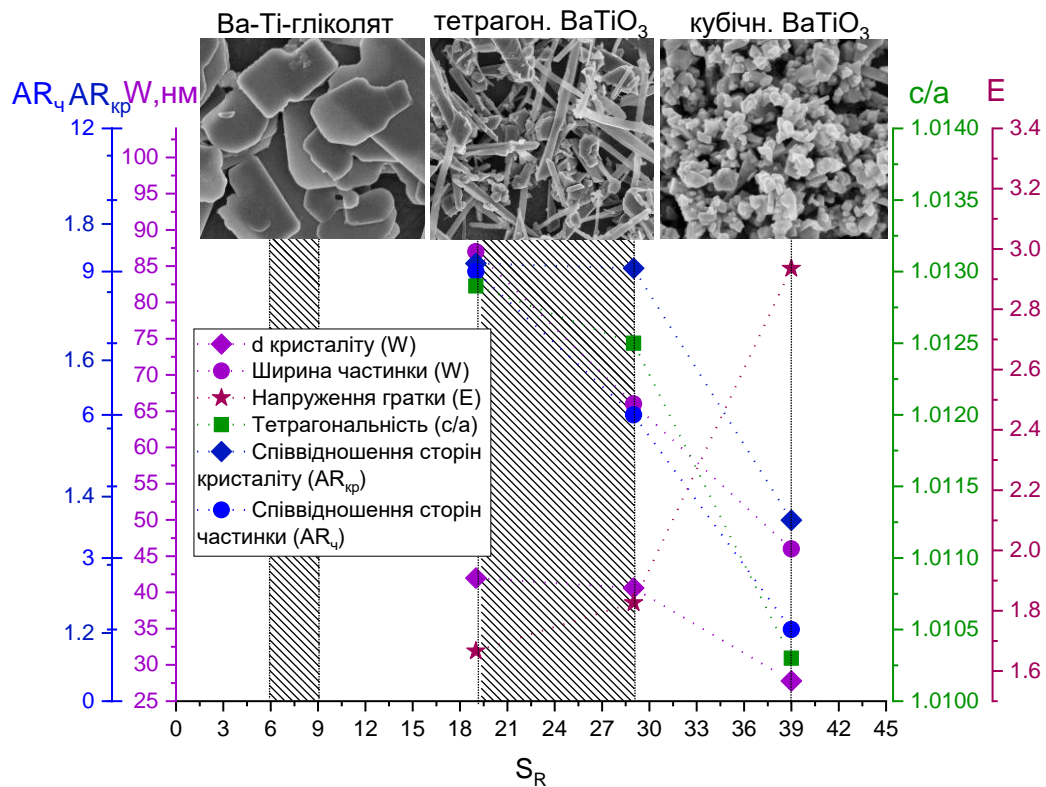 Ba-Ti-гліколят
тетрагон. BaTiO₃
кубічн. BaTiO₃
ARч
ARкр
W,нм
c/a
E
12
9
6
3
0
1.8
1.6
1.4
1.2
100
95
90
85
80
75
70
65
60
55
50
45
40
35
30
25
d кристаліту (W)
Ширина частинки (W)
Напруження гратки (E)
Тетрагональність (c/a)
Співвідношення сторін
кристаліту (ARкр)
Співвідношення сторін
частинки (ARч)
1.0140
1.0135
1.0130
1.0125
1.0120
1.0115
1.0110
1.0105
1.0100
3.4
3.2
3.0
2.8
2.6
2.4
2.2
2.0
1.8
1.6
0 3 6 9 12 15 18 21 24 27 30 33 36 39 42 45
S_R